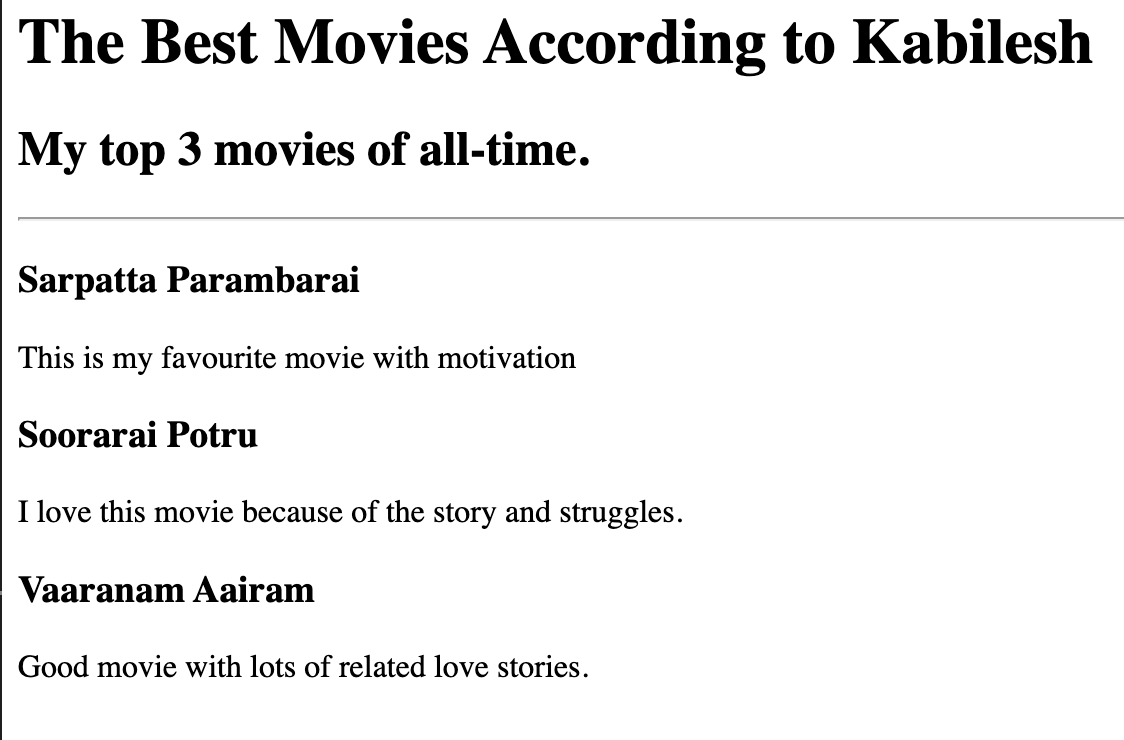 The Best Movies According to Kabilesh
My top 3 movies of all-time.
Sarpatta Parambarai
This is my favourite movie with motivation
Soorarai Potru
I love this movie because of the story and struggles.
Vaaranam Aairam
Good movie with lots of related love stories.